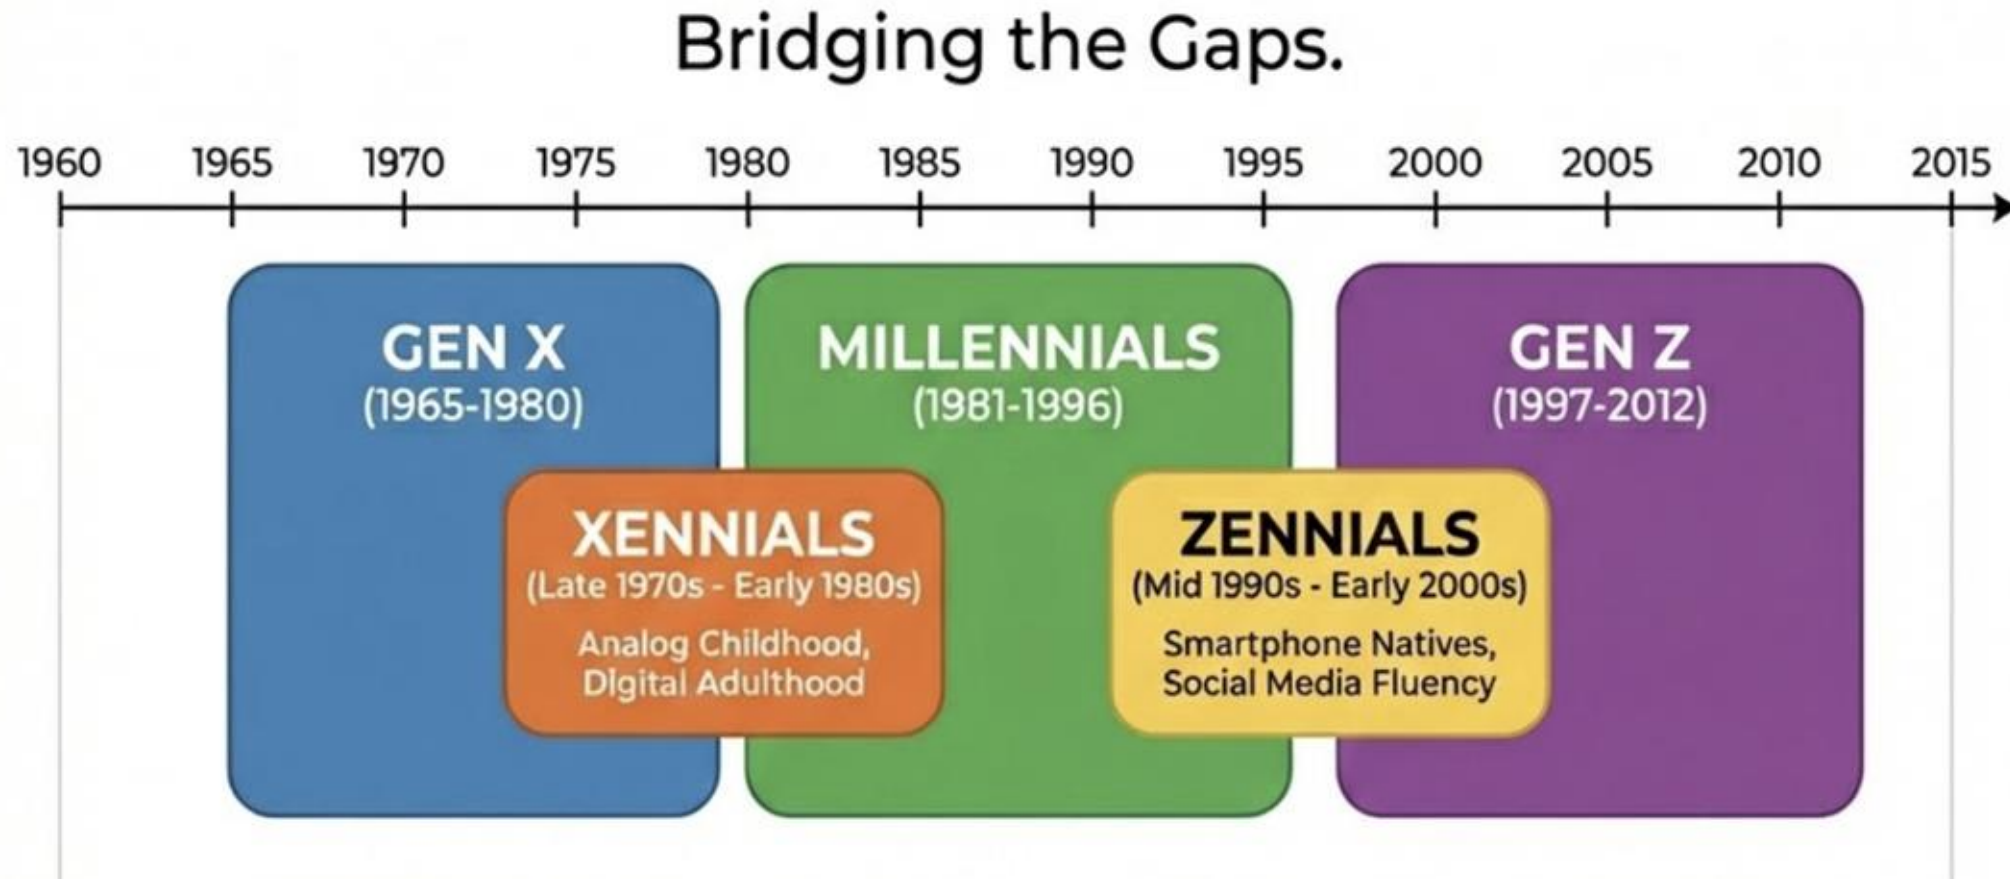 Bridging the Gaps.
1960 1965 1970 1975 1980 1985 1990 1995 2000 2005 2010 2015
GEN X
(1965-1980)
MILLENNIALS
(1981-1996)
GEN Z
(1997-2012)
XENNIALS
(Late 1970s - Early 1980s)
Analog Childhood,
Digital Adulthood
ZENNIALS
(Mid 1990s - Early 2000s)
Smartphone Natives,
Social Media Fluency